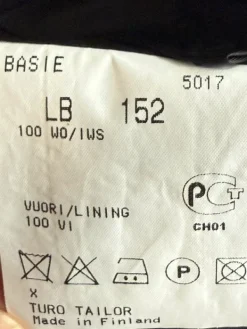 BASIE
5017
LB 152
100 WO/IWS
PCT
VUORI/LINING
100 VI
CH01
P
X
TURO TAILOR
Made in Finland